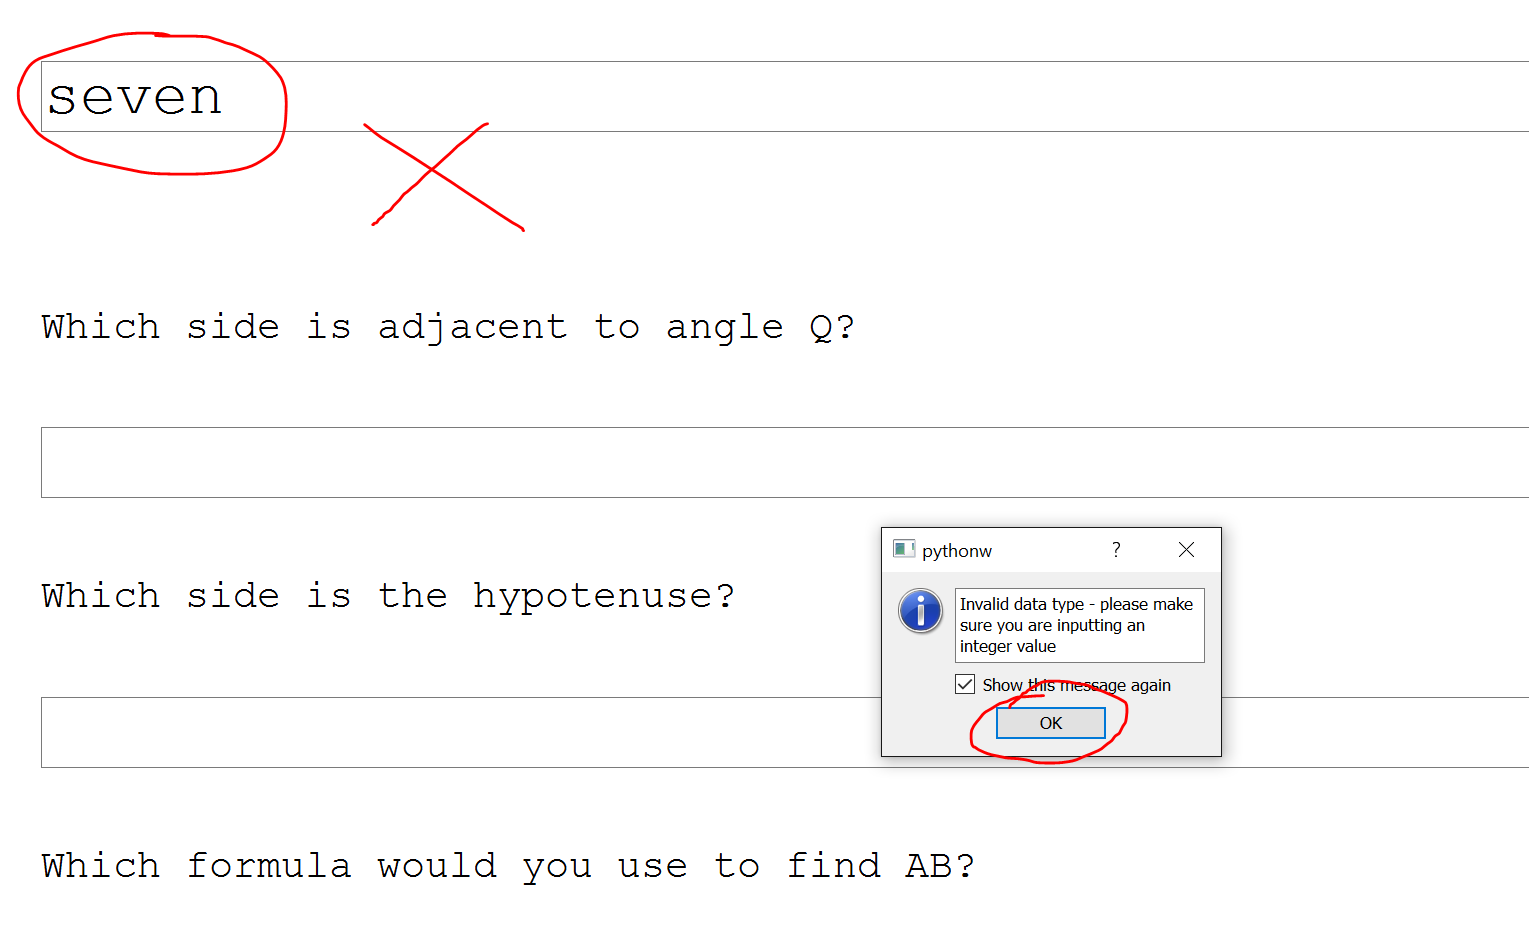 seven
Which side is adjacent to angle Q?
Which side is the hypotenuse?
pythonw
?
Invalid data type - please make
sure you are inputting an
integer value
Show this message again
OK
Which formula would you use to find AB?